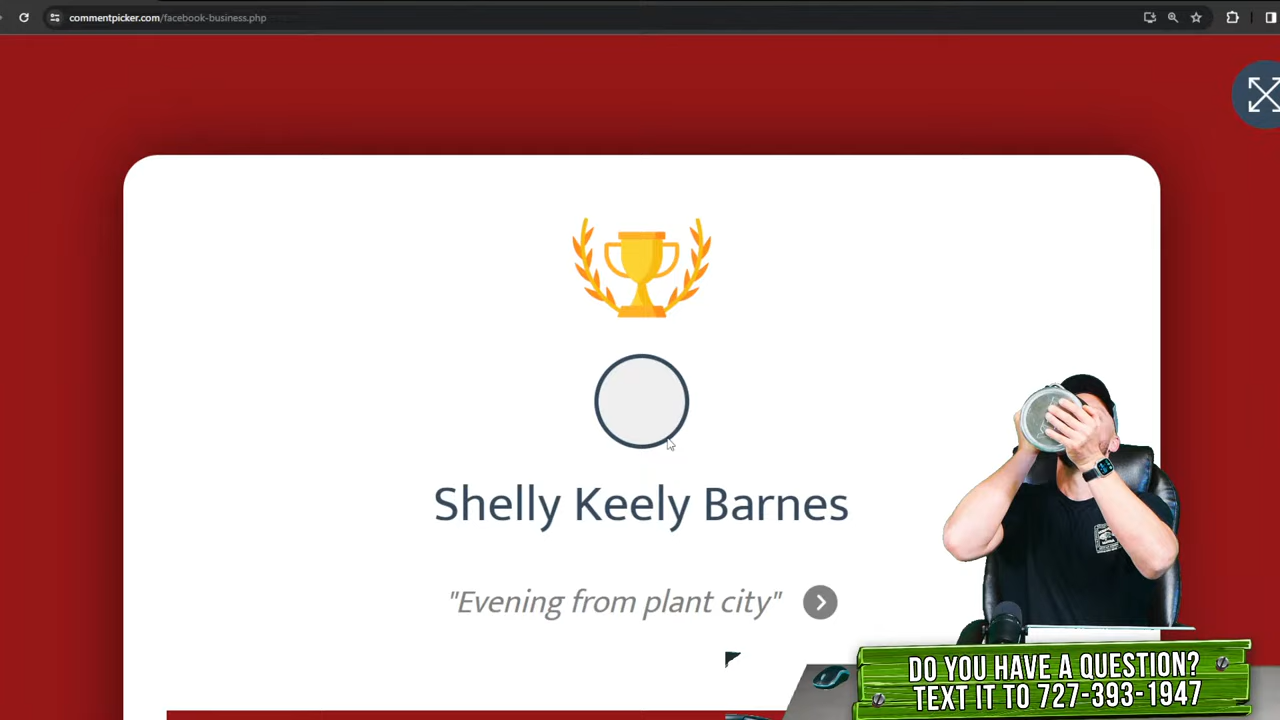 commentpicker.com/facebook-business.php
Shelly Keely Barnes
"Evening from plant city"
DO YOU HAVE A QUESTION?
TEXT IT TO 727-393-1947